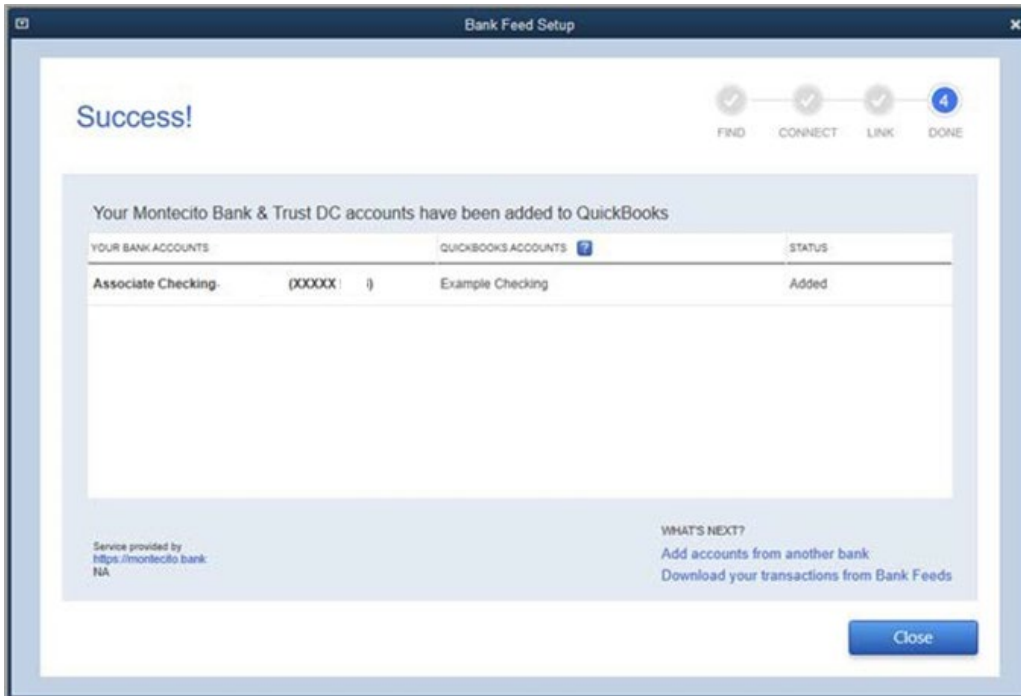 Bank Feed Setup
Success!
4
FIND CONNECT LINK DONE
Your Montecito Bank & Trust DC accounts have been added to QuickBooks
YOUR BANK ACCOUNTS QUICKBOOKS ACCOUNTS ? STATUS
Associate Checking- (XXXXX ) Example Checking Added
Service provided by
https://montecito.bank
NA
WHAT'S NEXT?
Add accounts from another bank
Download your transactions from Bank Feeds
Close